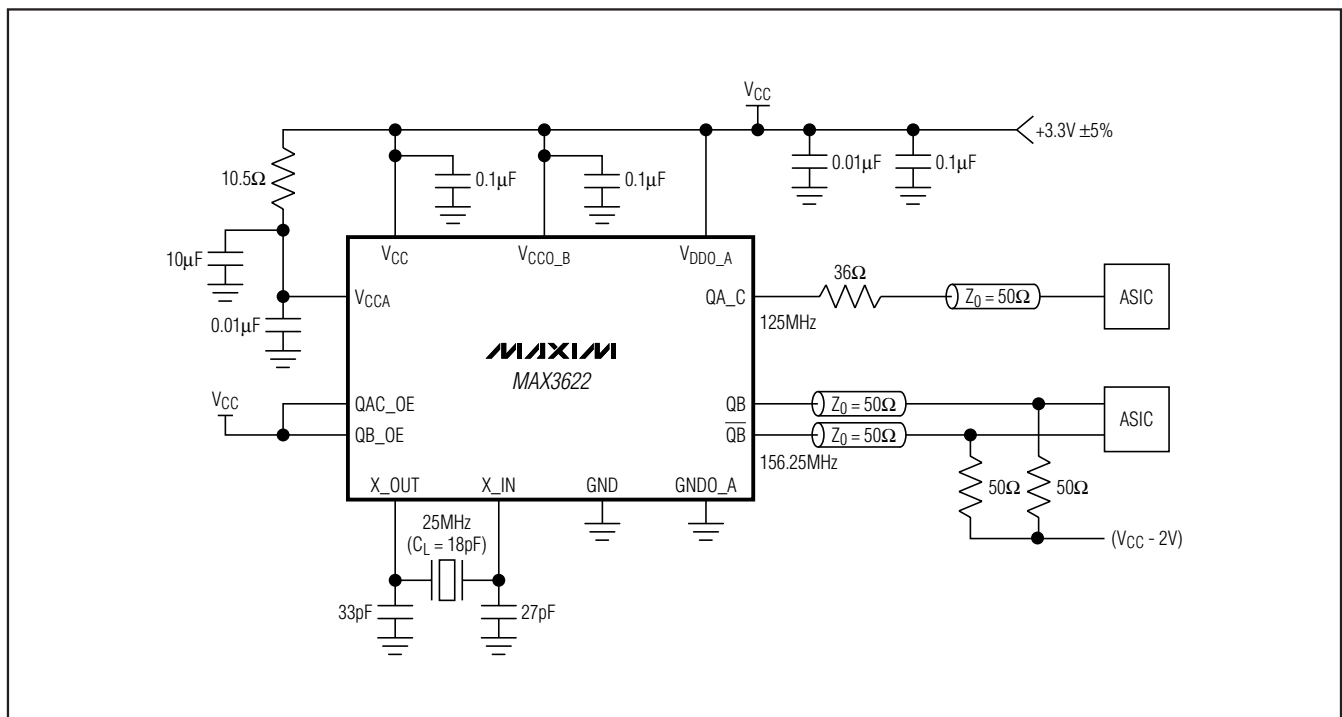 VCC
+3.3V ±5%
10.5Ω
0.1µF
0.1µF
0.01µF
0.1µF
10µF
VCC
VCCO_B
VDDO_A
VCCA
QA_C
36Ω
Z0 = 50Ω
ASIC
125MHz
0.01µF
MAXIM
MAX3622
VCC
QAC_OE
QB_OE
QB
Z0 = 50Ω
QB
Z0 = 50Ω
ASIC
156.25MHz
X_OUT
X_IN
GND
GNDO_A
50Ω
50Ω
25MHz
(CL = 18pF)
(VCC - 2V)
33pF
27pF